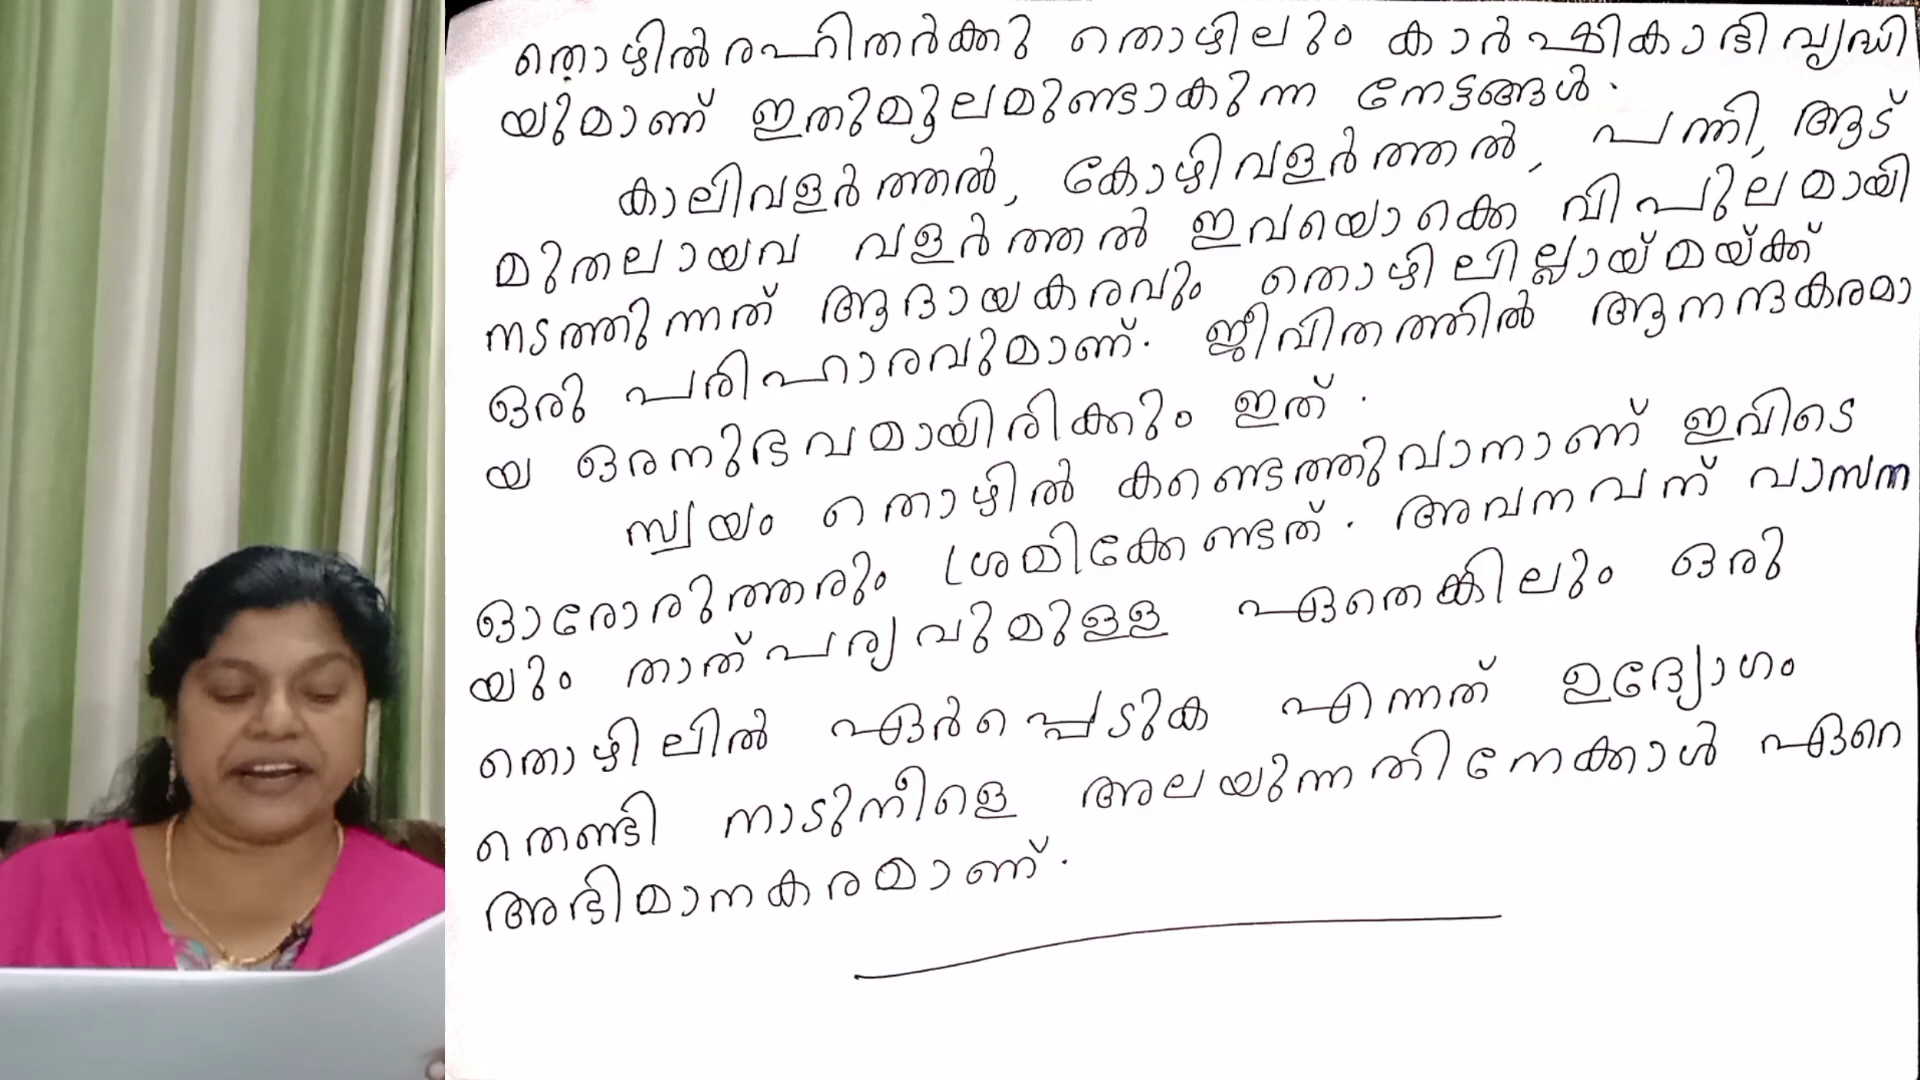 തൊഴിൽരഹിതർക്കു തൊഴിലും കാർഷികാഭിവൃദ്ധി
യുമാണ് ഇതുമൂലമുണ്ടാകുന്ന നേട്ടങ്ങൾ.
കാലിവളർത്തൽ, കോഴിവളർത്തൽ, പന്നി, ആട്
മുതലായവ വളർത്തൽ ഇവയൊക്കെ വിപുലമായി
നടത്തുന്നത് ആദായകരവും തൊഴിലില്ലായ്മയ്ക്ക്
ഒരു പരിഹാരവുമാണ്. ജീവിതത്തിൽ ആനന്ദകരമാ
യ ഒരനുഭവമായിരിക്കും ഇത്.
സ്വയം തൊഴിൽ കണ്ടെത്തുവാനാണ് ഇവിടെ
ഓരോരുത്തരും ശ്രമിക്കേണ്ടത്. അവനവന് വാസന
യും താത്പര്യവുമുള്ള ഏതെങ്കിലും ഒരു
തൊഴിലിൽ ഏർപ്പെടുക എന്നത് ഉദ്യോഗം
തെണ്ടി നാടുനീളെ അലയുന്നതിനേക്കാൾ ഏറെ
അഭിമാനകരമാണ്.